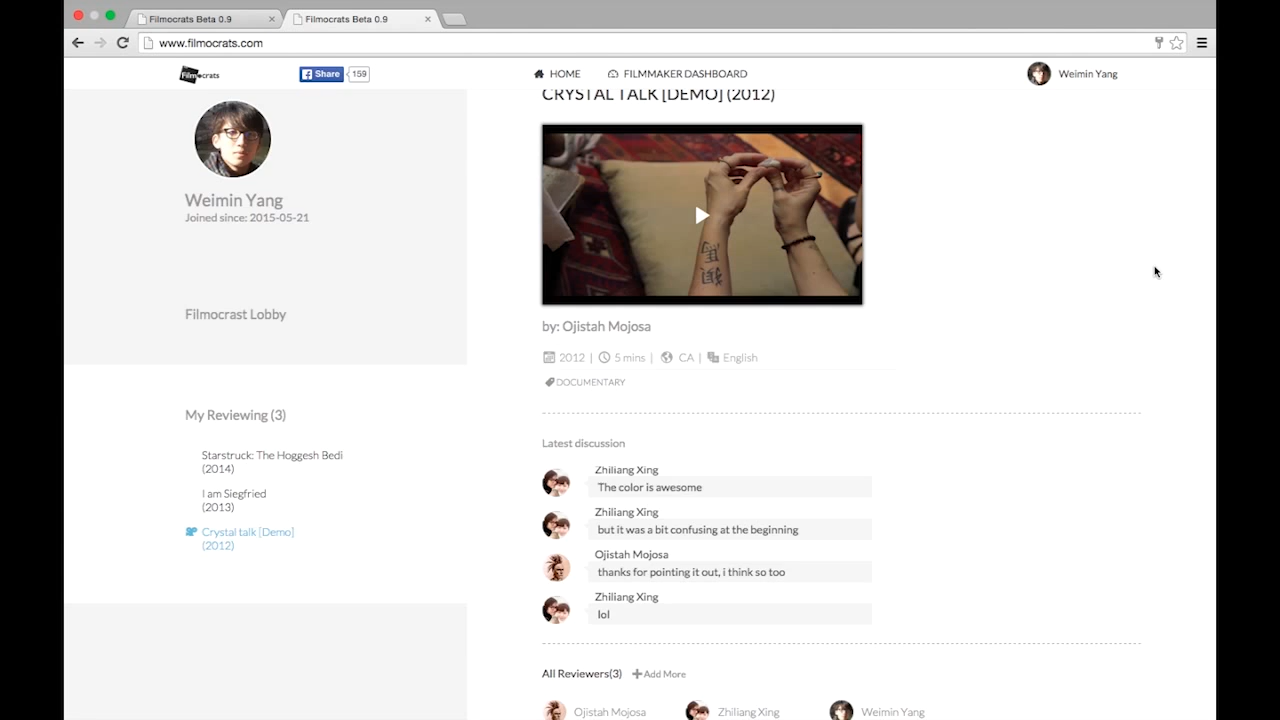 Filmocrats Beta 0.9
Filmocrats Beta 0.9
www.filmocrats.com
Filmocrats
Share 159
HOME
FILMMAKER DASHBOARD
Weimin Yang
Weimin Yang
Joined since: 2015-05-21
Filmocrast Lobby
My Reviewing (3)
Starstruck: The Hoggesh Bedi
(2014)
I am Siegfried
(2013)
Crystal talk [Demo]
(2012)
CRYSTAL TALK [DEMO] (2012)
by: Ojistah Mojosa
2012 | 5 mins | CA | English
DOCUMENTARY
Latest discussion
Zhiliang Xing
The color is awesome
Zhiliang Xing
but it was a bit confusing at the beginning
Ojistah Mojosa
thanks for pointing it out, i think so too
Zhiliang Xing
lol
All Reviewers(3) +Add More
Ojistah Mojosa Zhiliang Xing Weimin Yang